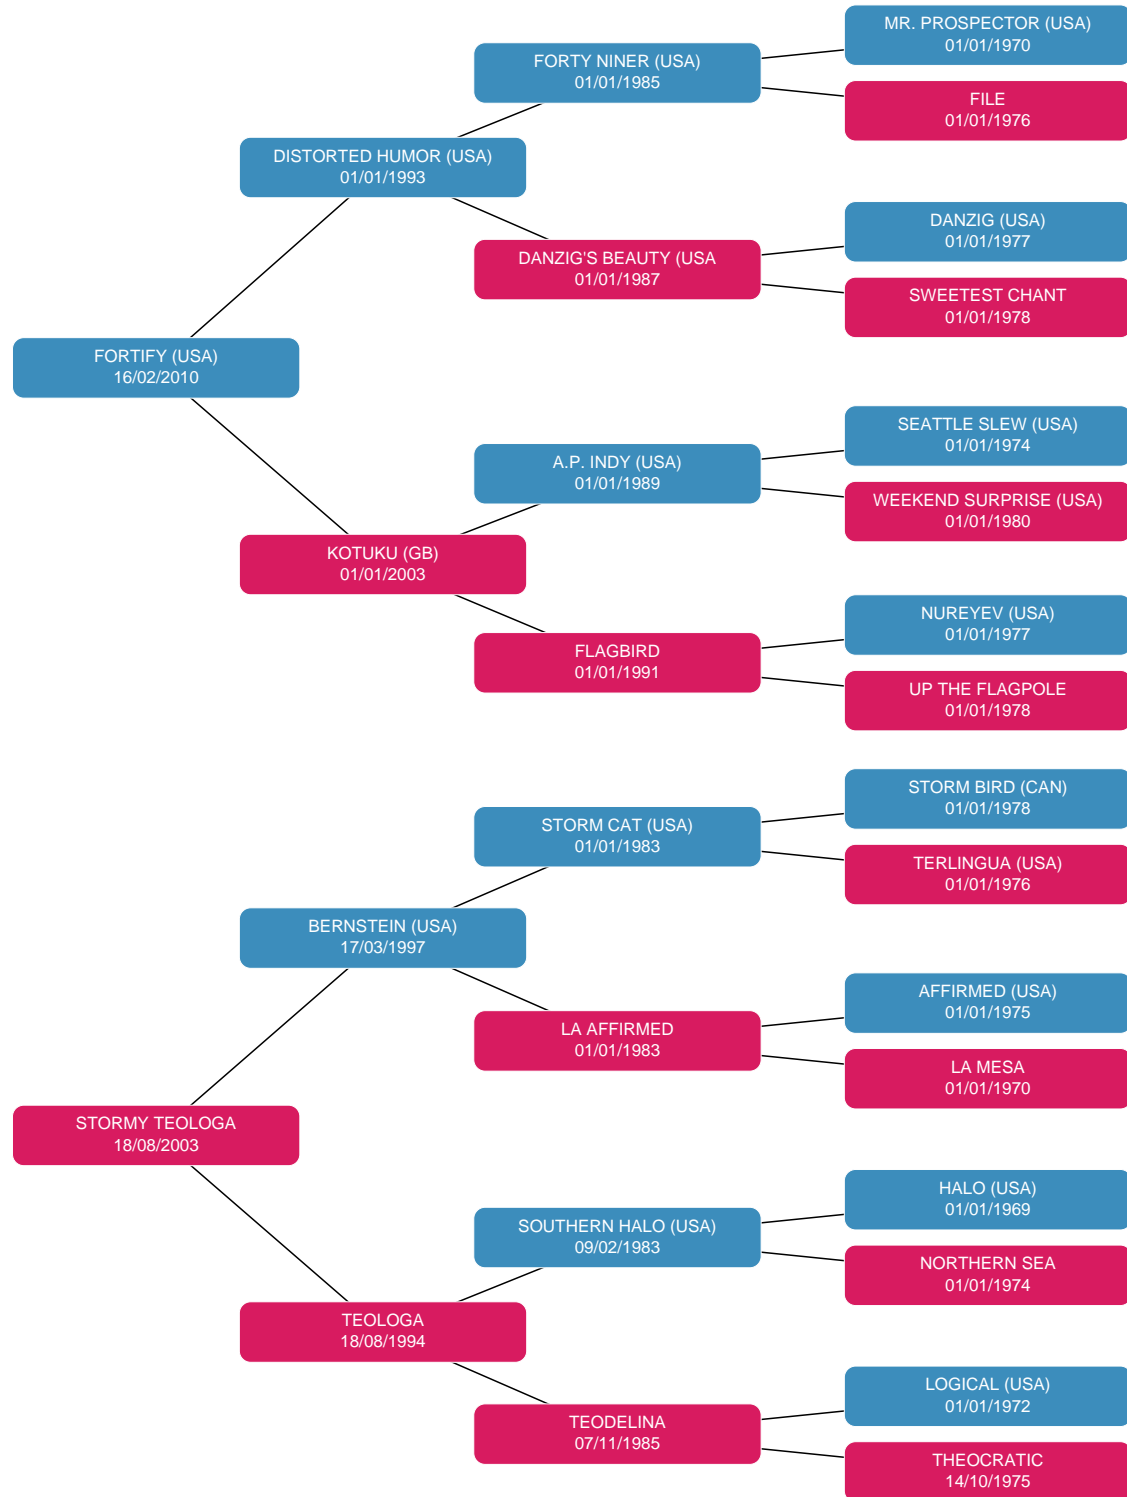 MR. PROSPECTOR (USA)
01/01/1970
FORTY NINER (USA)
01/01/1985
FILE
01/01/1976
DISTORTED HUMOR (USA)
01/01/1993
DANZIG (USA)
01/01/1977
DANZIG'S BEAUTY (USA
01/01/1987
SWEETEST CHANT
01/01/1978
FORTIFY (USA)
16/02/2010
SEATTLE SLEW (USA)
01/01/1974
A.P. INDY (USA)
01/01/1989
WEEKEND SURPRISE (USA)
01/01/1980
KOTUKU (GB)
01/01/2003
NUREYEV (USA)
01/01/1977
FLAGBIRD
01/01/1991
UP THE FLAGPOLE
01/01/1978
STORM BIRD (CAN)
01/01/1978
STORM CAT (USA)
01/01/1983
TERLINGUA (USA)
01/01/1976
BERNSTEIN (USA)
17/03/1997
AFFIRMED (USA)
01/01/1975
LA AFFIRMED
01/01/1983
LA MESA
01/01/1970
STORMY TEOLOGA
18/08/2003
HALO (USA)
01/01/1969
SOUTHERN HALO (USA)
09/02/1983
NORTHERN SEA
01/01/1974
TEOLOGA
18/08/1994
LOGICAL (USA)
01/01/1972
TEODELINA
07/11/1985
THEOCRATIC
14/10/1975